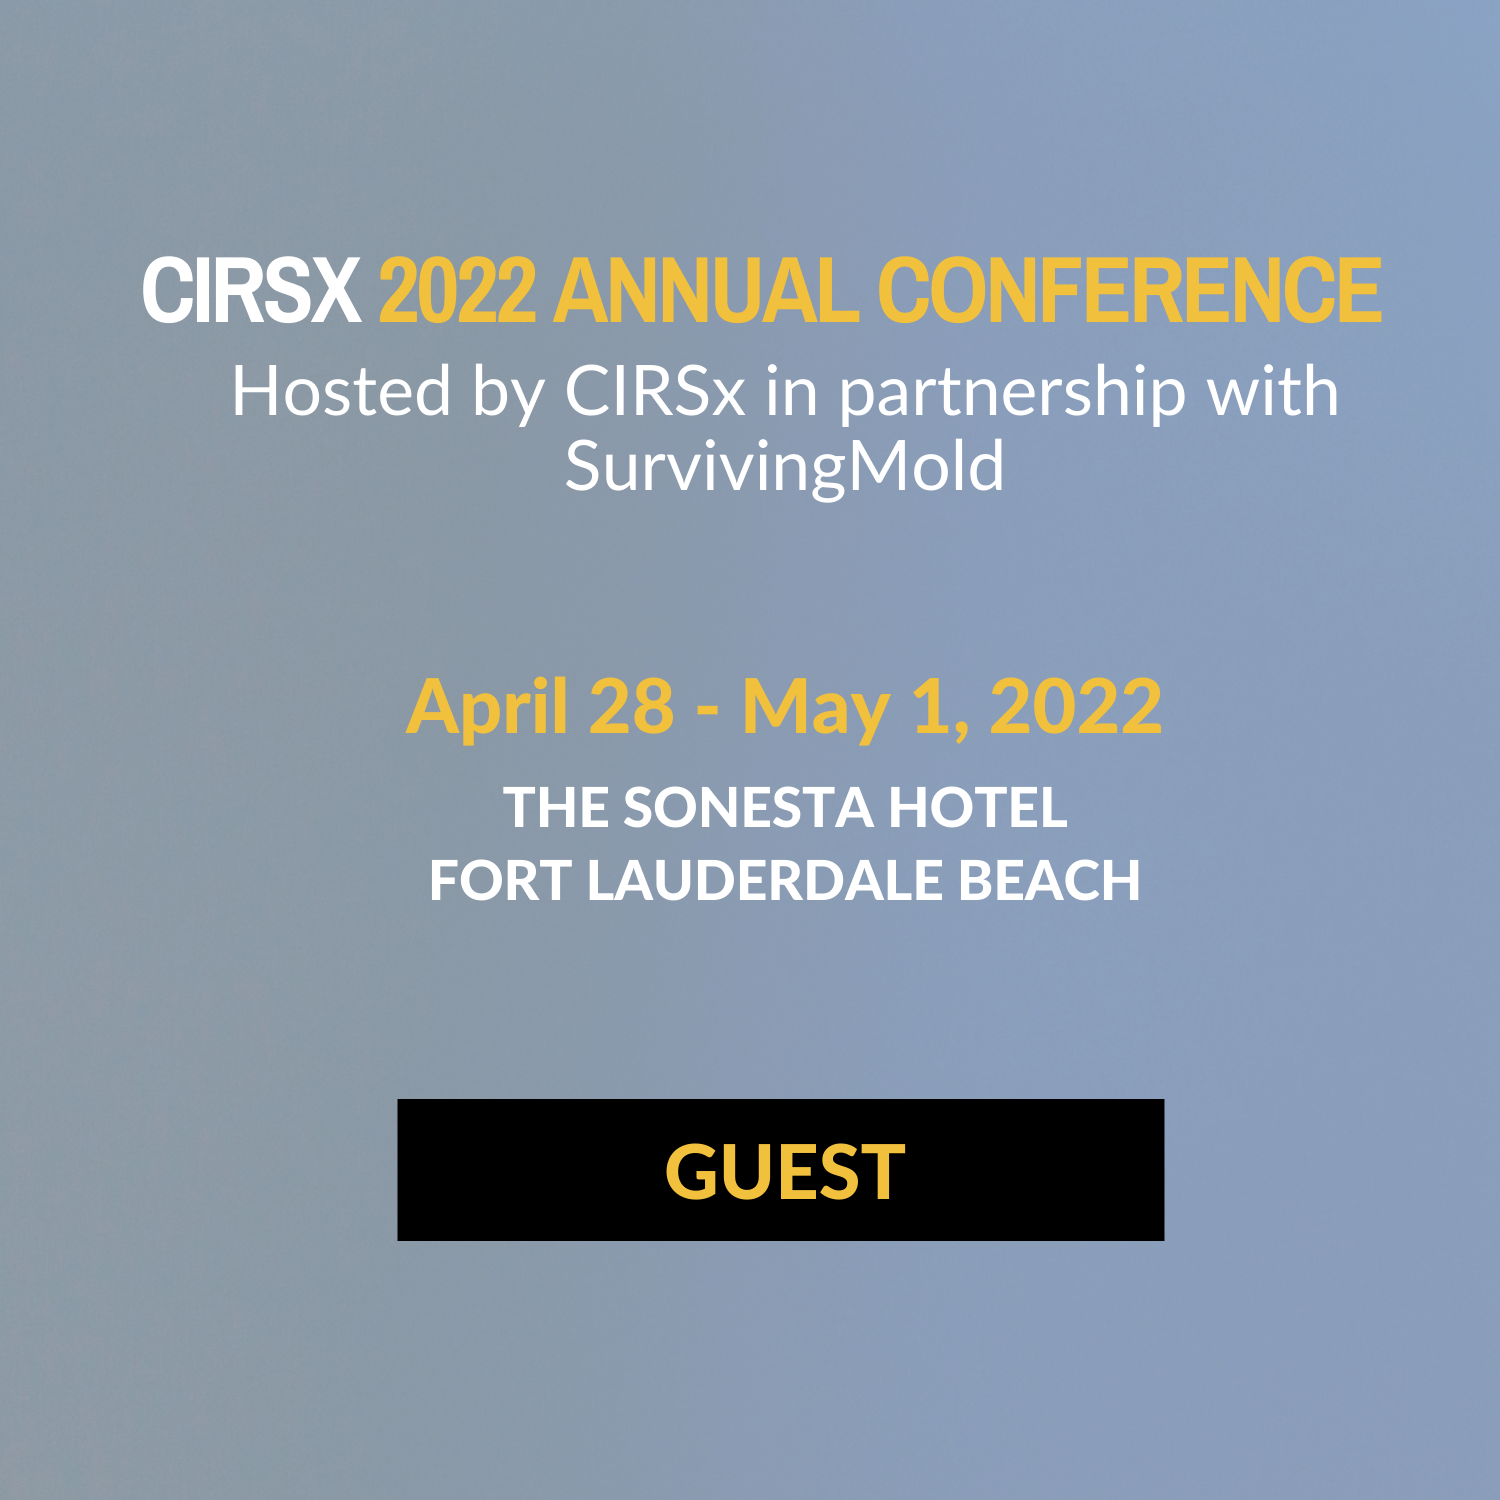 CIRSX 2022 ANNUAL CONFERENCE
Hosted by CIRSx in partnership with
SurvivingMold
April 28 - May 1, 2022
THE SONESTA HOTEL
FORT LAUDERDALE BEACH
GUEST